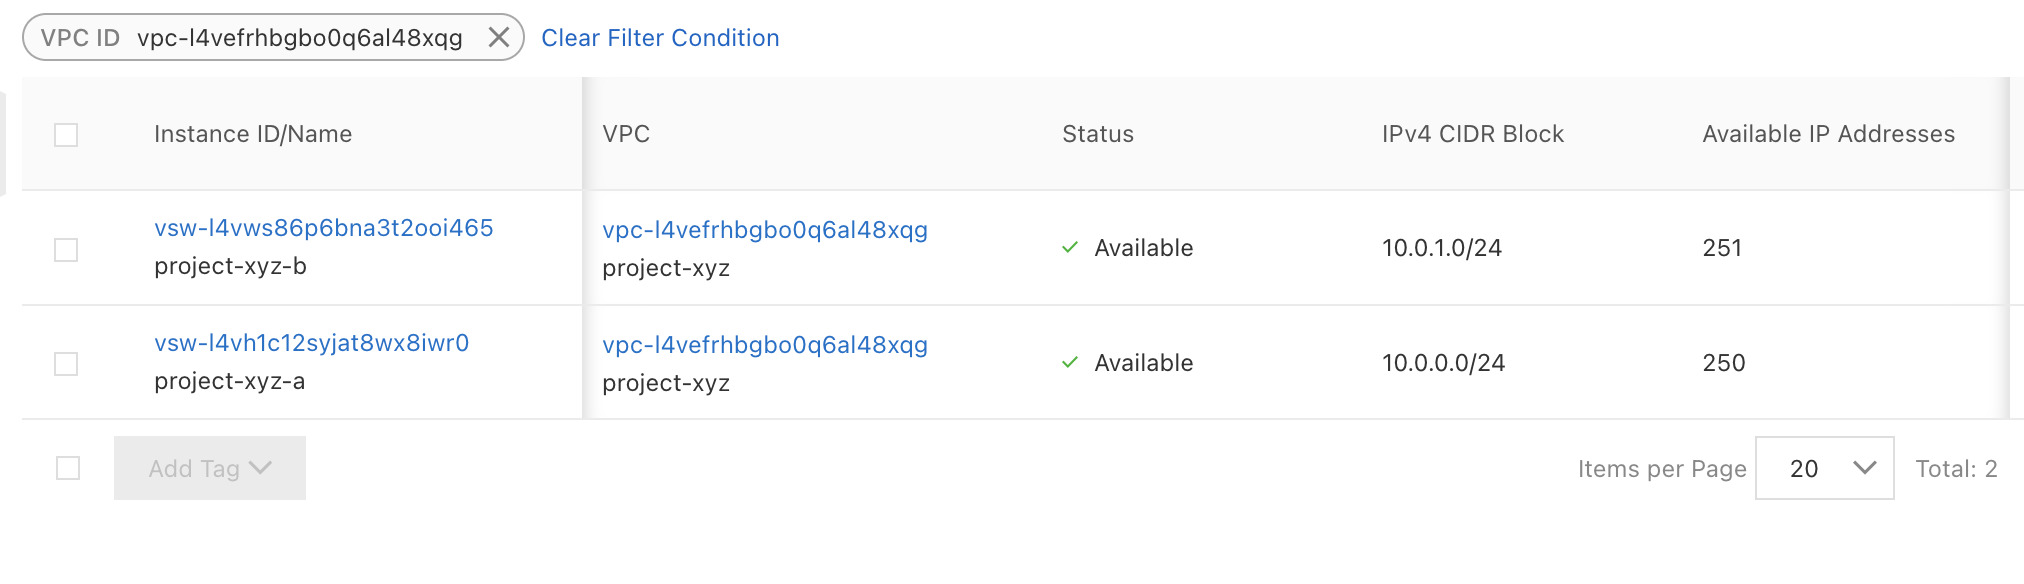 VPC ID vpc-l4vefrhbgbo0q6al48xqg Clear Filter Condition
Instance ID/Name VPC Status IPv4 CIDR Block Available IP Addresses
vsw-l4vws86p6bna3t2ooi465 vpc-l4vefrhbgbo0q6al48xqg Available 10.0.1.0/24 251
project-xyz-b project-xyz
vsw-l4vh1c12syjat8wx8iwr0 vpc-l4vefrhbgbo0q6al48xqg Available 10.0.0.0/24 250
project-xyz-a project-xyz
Add Tag Items per Page 20 Total: 2